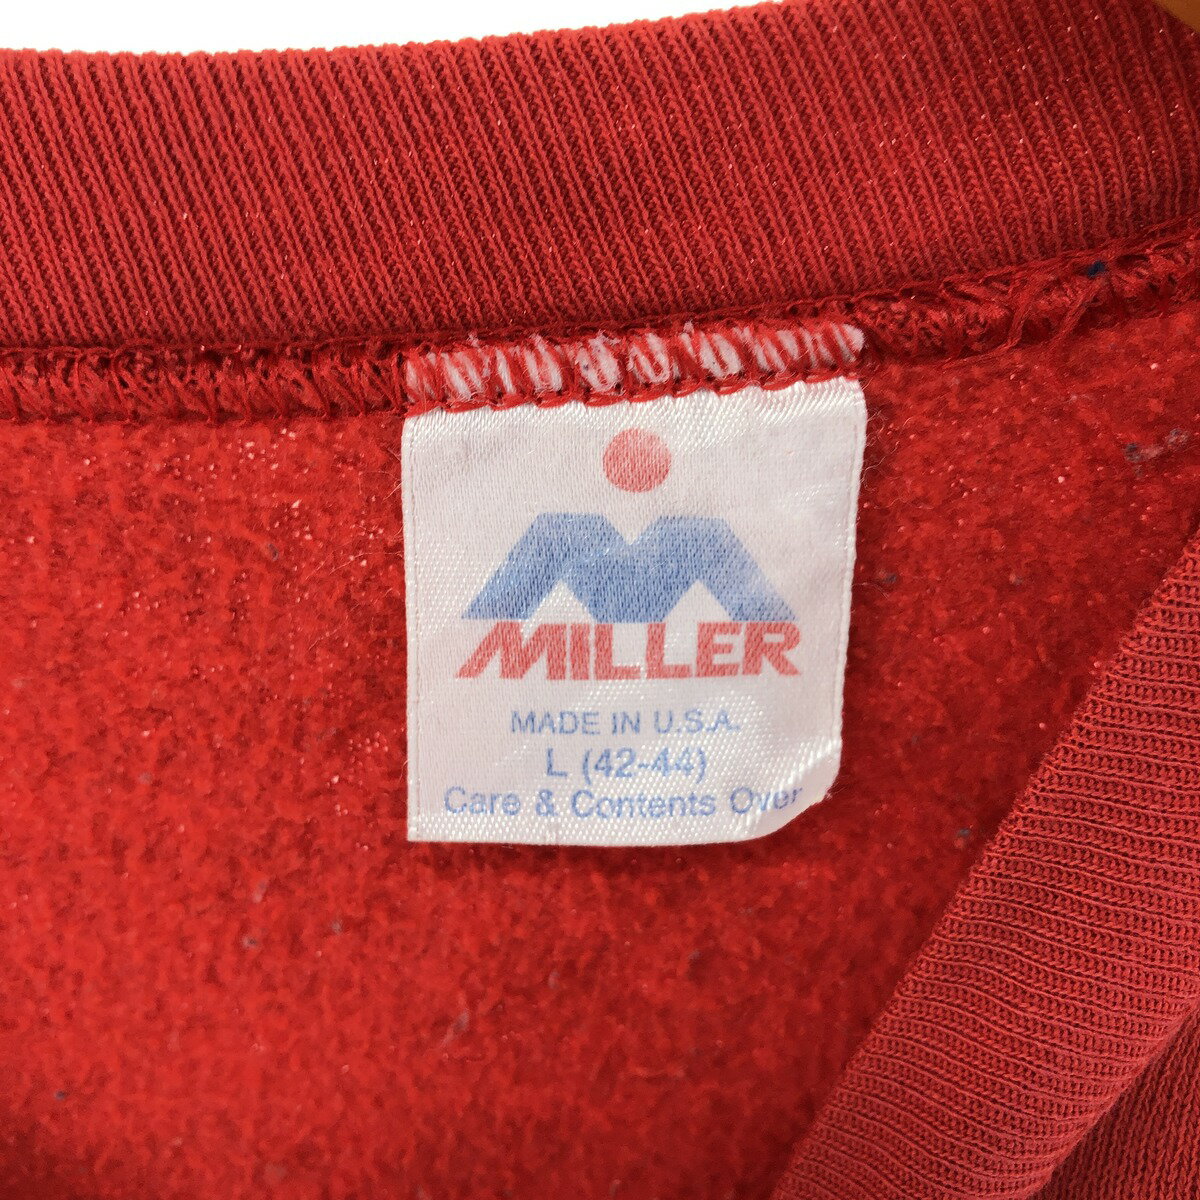 MILLER
MADE IN U.S.A.
L (42-44)
Care & Contents Over